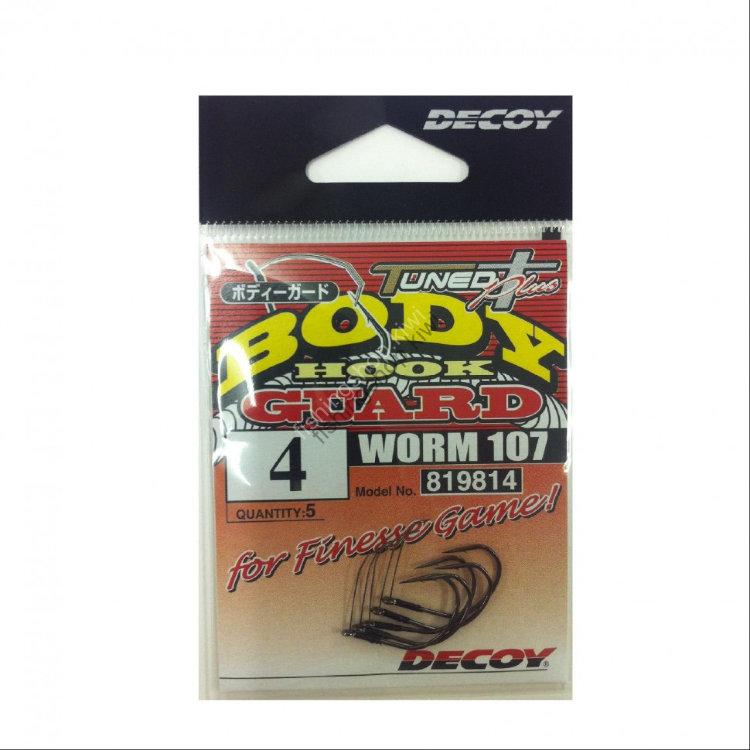 DECOY
TUNED Plus
ボディーガード
BODY
HOOK
GUARD
4
WORM 107
Model No. 819814
QUANTITY:5
for Finesse Game!
DECOY®